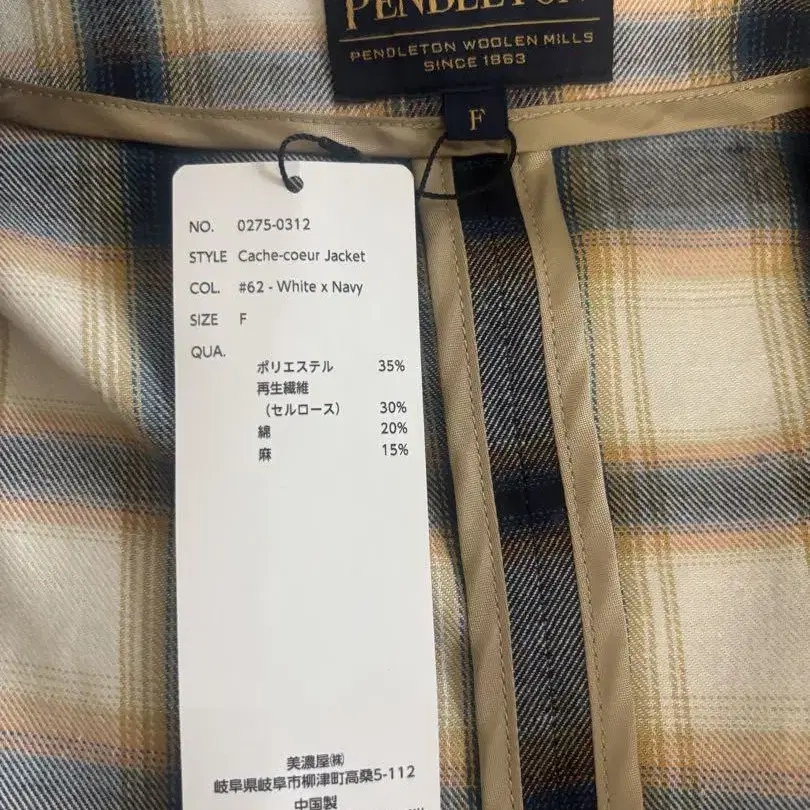 PENDLETON
PENDLETON WOOLEN MILLS
SINCE 1863
F
NO. 0275-0312
STYLE Cache-coeur Jacket
COL. #62 - White x Navy
SIZE F
QUA.
ポリエステル 35%
再生繊維
（セルロース） 30%
綿 20%
麻 15%
美濃屋㈱
岐阜県岐阜市柳津町高桑5-112
中国製